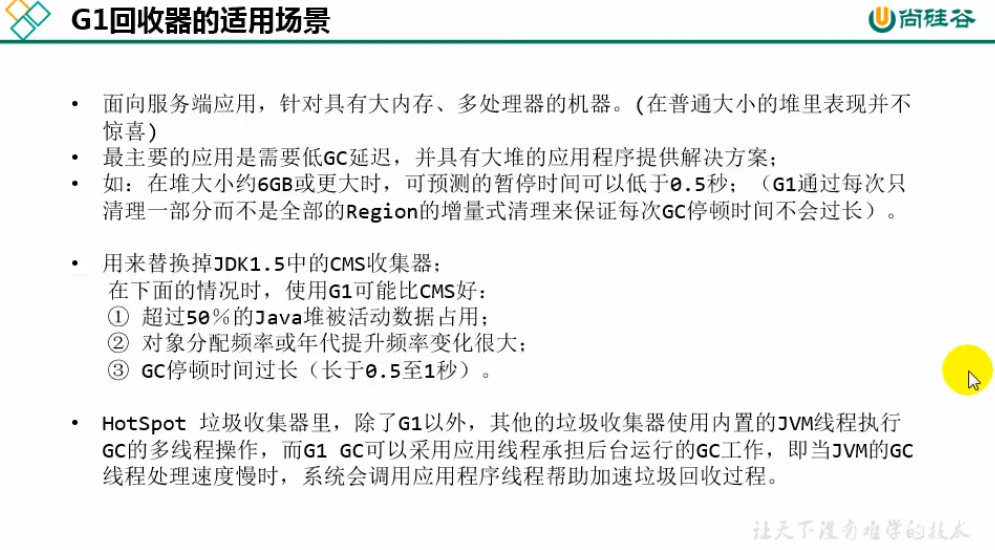 G1回收器的适用场景
尚硅谷
• 面向服务端应用，针对具有大内存、多处理器的机器。(在普通大小的堆里表现并不
惊喜)
• 最主要的应用是需要低GC延迟，并具有大堆的应用程序提供解决方案；
• 如：在堆大小约6GB或更大时，可预测的暂停时间可以低于0.5秒；（G1通过每次只
清理一部分而不是全部的Region的增量式清理来保证每次GC停顿时间不会过长）。
• 用来替换掉JDK1.5中的CMS收集器；
在下面的情况时，使用G1可能比CMS好：
① 超过50％的Java堆被活动数据占用；
② 对象分配频率或年代提升频率变化很大；
③ GC停顿时间过长（长于0.5至1秒）。
• HotSpot 垃圾收集器里，除了G1以外，其他的垃圾收集器使用内置的JVM线程执行
GC的多线程操作，而G1 GC可以采用应用线程承担后台运行的GC工作，即当JVM的GC
线程处理速度慢时，系统会调用应用程序线程帮助加速垃圾回收过程。
让天下没有难学的技术